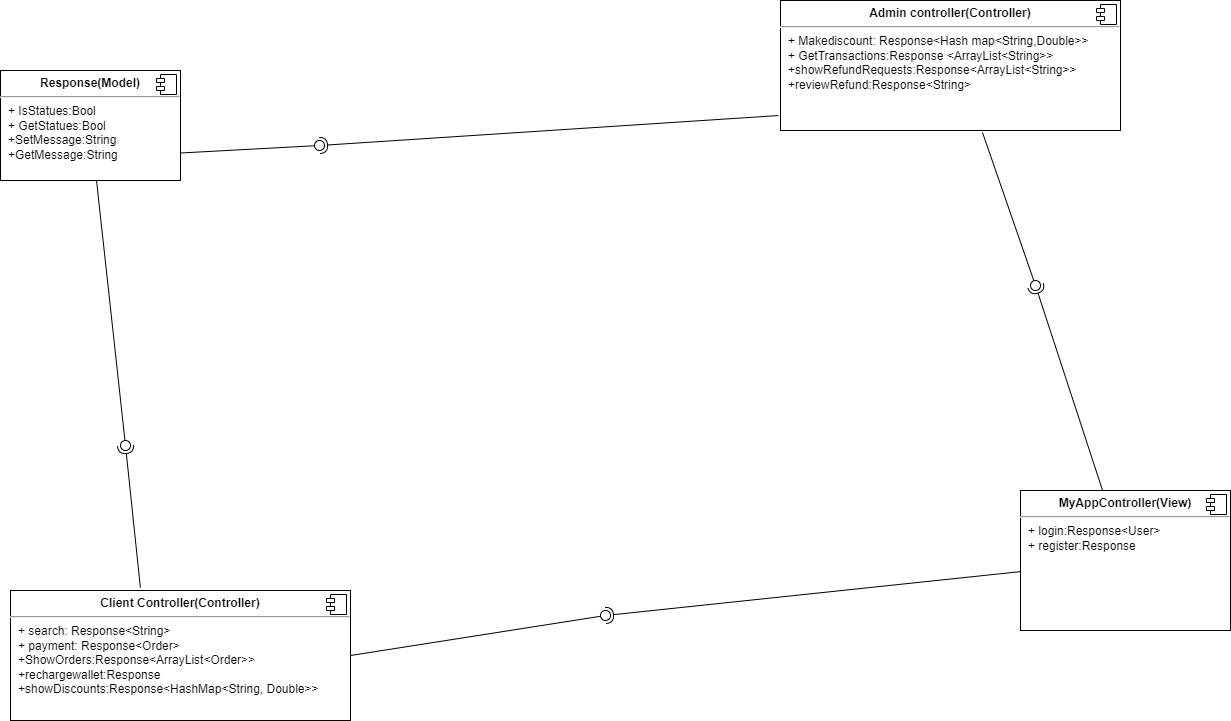 Admin controller(Controller)
+ Makediscount: Response<Hash map<String,Double>>
+ GetTransactions:Response <ArrayList<String>>
+showRefundRequests:Response<ArrayList<String>>
+reviewRefund:Response<String>
Response(Model)
+ IsStatues:Bool
+ GetStatues:Bool
+SetMessage:String
+GetMessage:String
MyAppController(View)
+ login:Response<User>
+ register:Response
Client Controller(Controller)
+ search: Response<String>
+ payment: Response<Order>
+ShowOrders:Response<ArrayList<Order>>
+rechargewallet:Response
+showDiscounts:Response<HashMap<String, Double>>